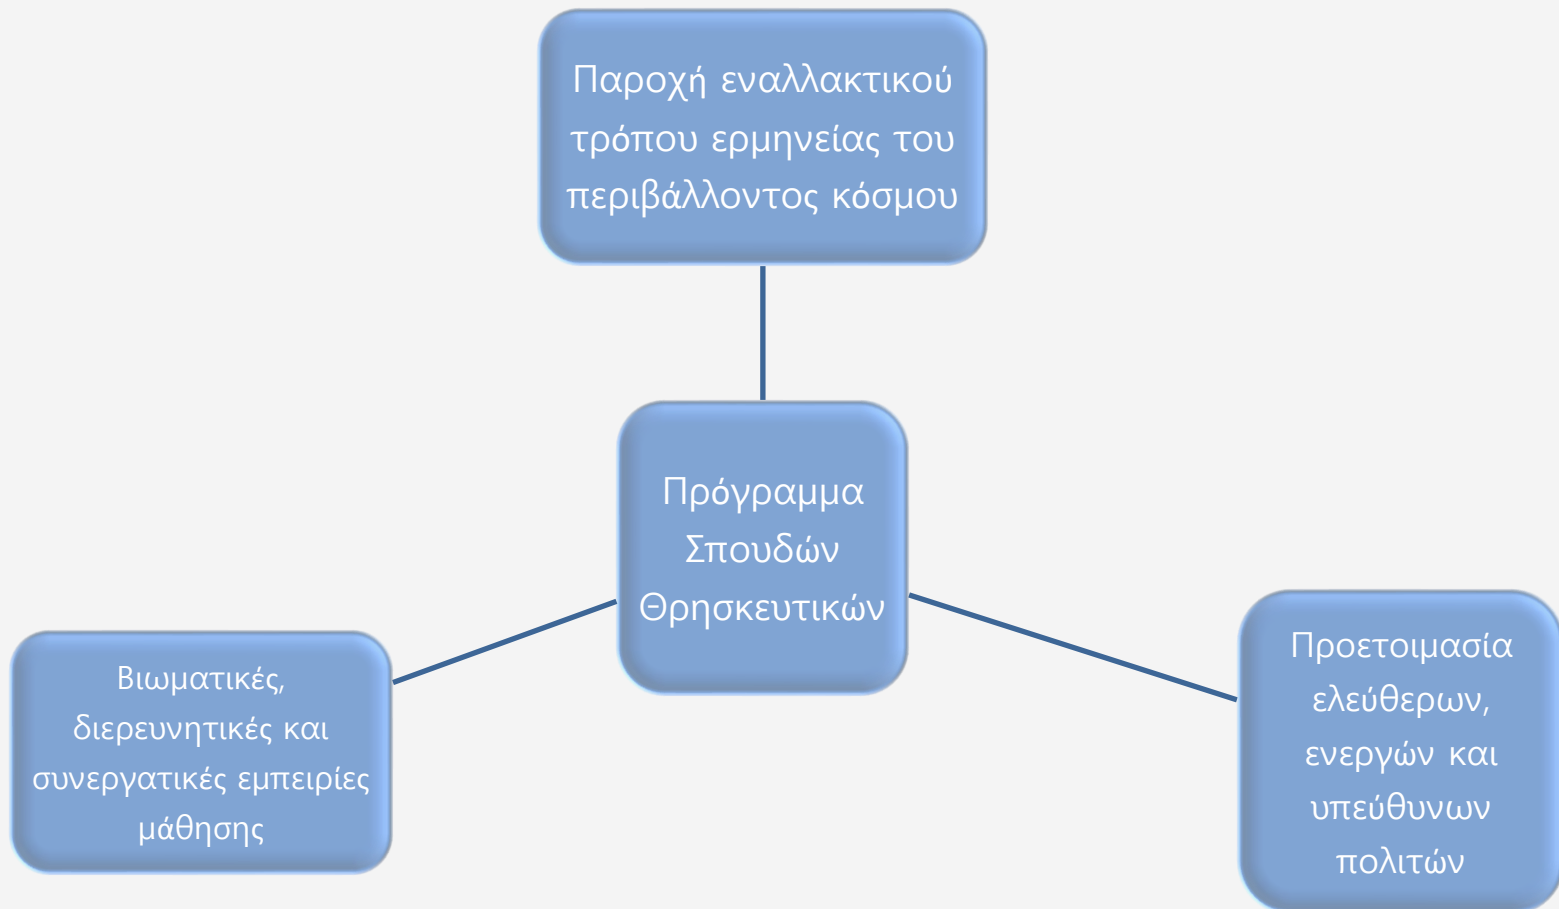 Παροχή εναλλακτικού
τρόπου ερμηνείας του
περιβάλλοντος κόσμου
Πρόγραμμα
Σπουδών
Θρησκευτικών
Βιωματικές,
διερευνητικές και
συνεργατικές εμπειρίες
μάθησης
Προετοιμασία
ελεύθερων,
ενεργών και
υπεύθυνων
πολιτών